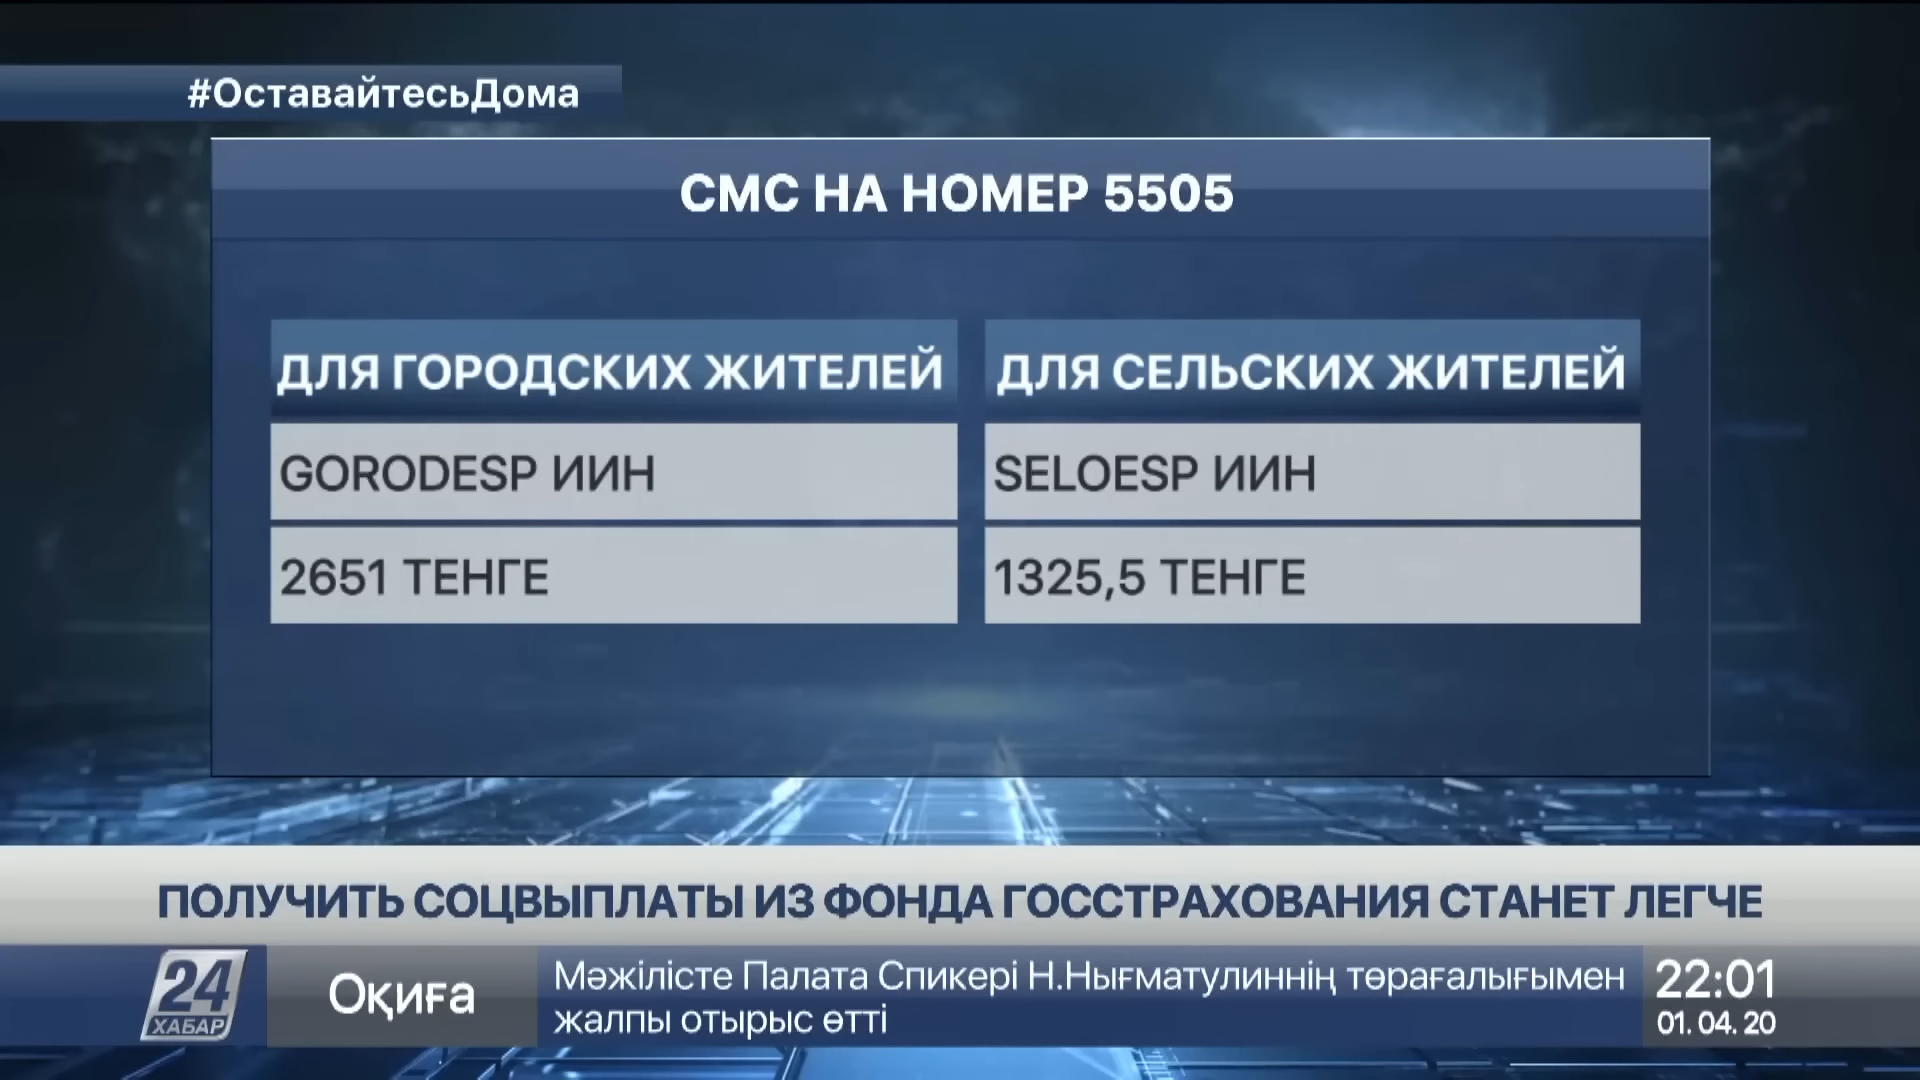 #ОставайтесьДома
СМС НА НОМЕР 5505
ДЛЯ ГОРОДСКИХ ЖИТЕЛЕЙ
GORODESP ИИН
2651 ТЕНГЕ
ДЛЯ СЕЛЬСКИХ ЖИТЕЛЕЙ
SELOESP ИИН
1325,5 ТЕНГЕ
ПОЛУЧИТЬ СОЦВЫПЛАТЫ ИЗ ФОНДА ГОССТРАХОВАНИЯ СТАНЕТ ЛЕГЧЕ
24
ХАБАР
Оқиға
Мәжілісте Палата Спикері Н.Нығматулиннің төрағалығымен
жалпы отырыс өтті
22:01
01. 04. 20